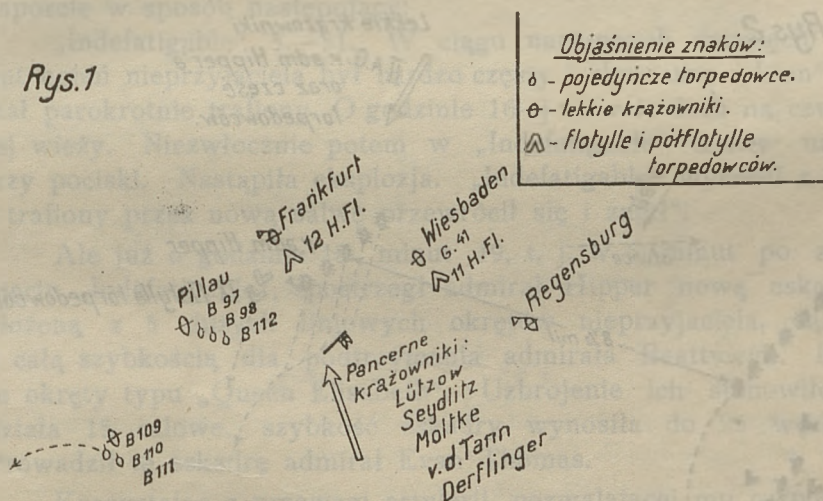 Rys.1
Objaśnienie znaków:
- pojedyńcze torpedowce.
- lekkie krążowniki.
- flotylle i półflotylle
torpedowców.
Frankfurt
12 H.Fl.
Wiesbaden
G. 41
11 H.Fl.
Regensburg
Pillau
B 97
B 98
B 112
Pancerne
krążowniki:
Lützow
Seydlitz
Moltke
v.d.Tann
Derflinger
B 109
B 110
B 111